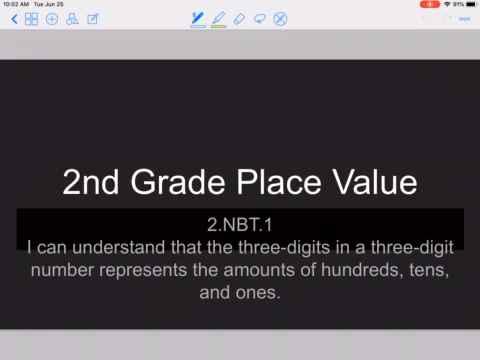 10:02 AM Tue Jun 25
91%
2nd Grade Place Value
2.NBT.1
I can understand that the three-digits in a three-digit
number represents the amounts of hundreds, tens,
and ones.